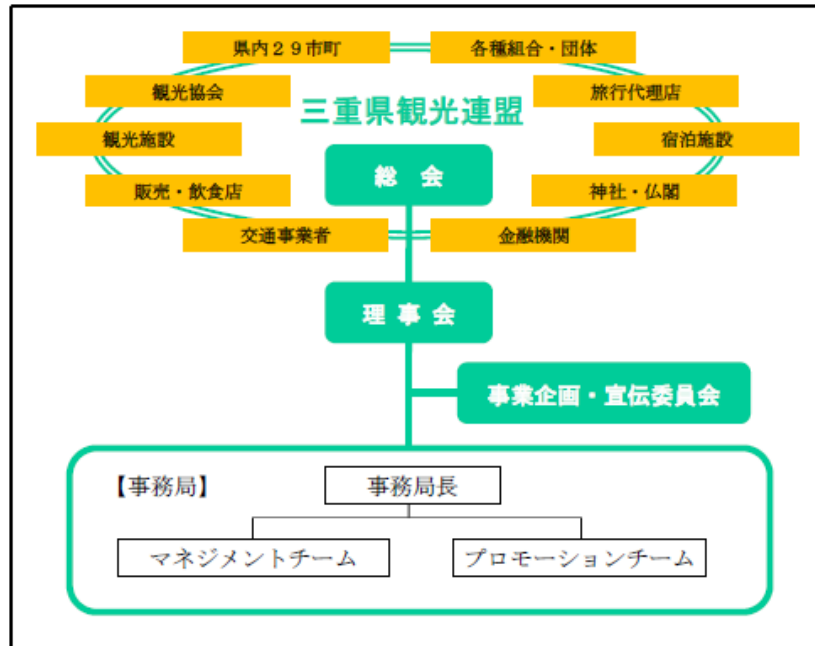 県内２９市町
各種組合・団体
観光協会
旅行代理店
三重県観光連盟
観光施設
宿泊施設
総　会
販売・飲食店
神社・仏閣
交通事業者
金融機関
理 事 会
事業企画・宣伝委員会
【事務局】
事務局長
マネジメントチーム
プロモーションチーム